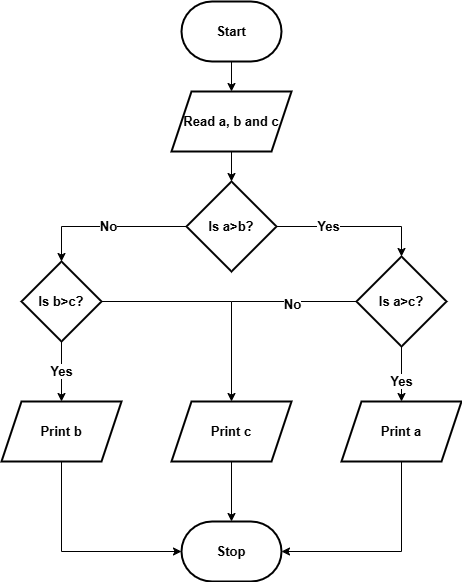 Start
Read a, b and c
Is a>b?
No
Yes
Is b>c?
No
Is a>c?
Yes
Yes
Print b
Print c
Print a
Stop